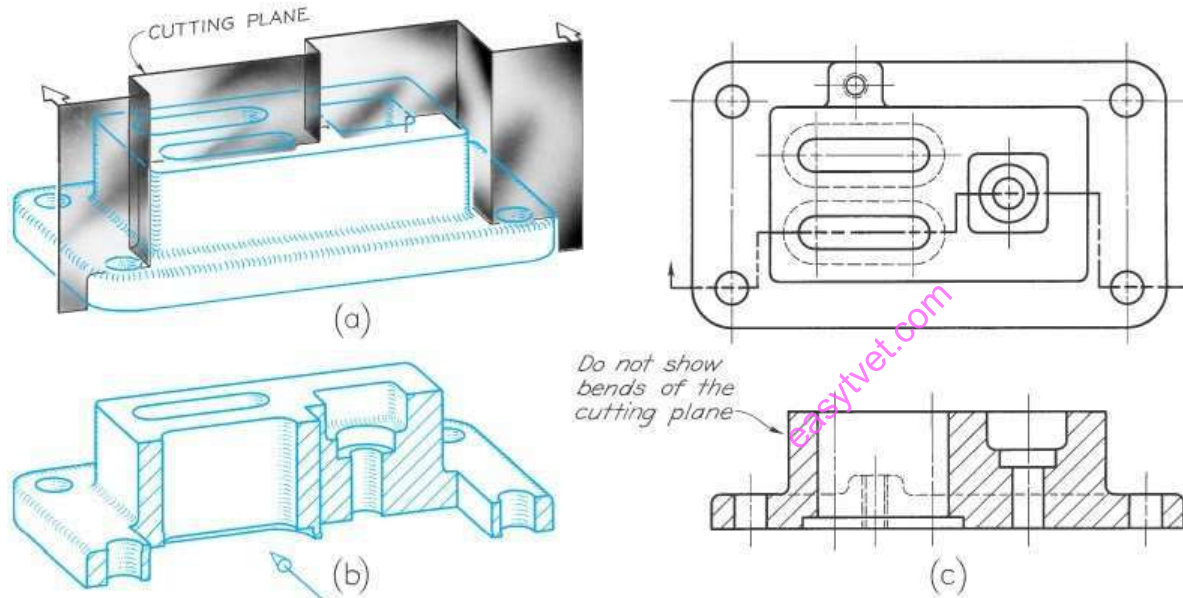 CUTTING PLANE
(a)
Do not show
bends of the
cutting plane
easytvet.com
(b)
(c)